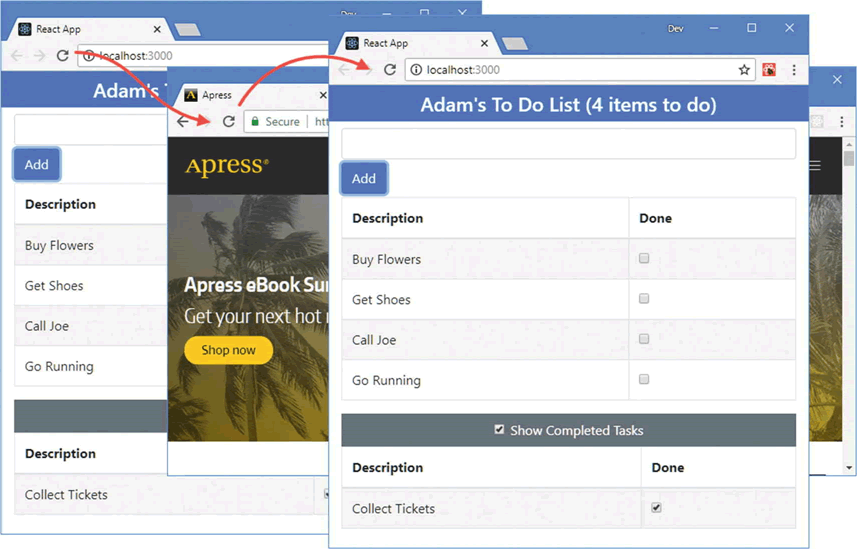 Dev
React App
localhost:3000
Adam's T
Add
Description
Buy Flowers
Get Shoes
Call Joe
Go Running
Description
Collect Tickets
Apress
Secure
Apress®
Apress eBook Su
Get your next hot
Shop now
Dev
React App
localhost:3000
Adam's To Do List (4 items to do)
Add
Description Done
Buy Flowers
Get Shoes
Call Joe
Go Running
Show Completed Tasks
Description Done
Collect Tickets